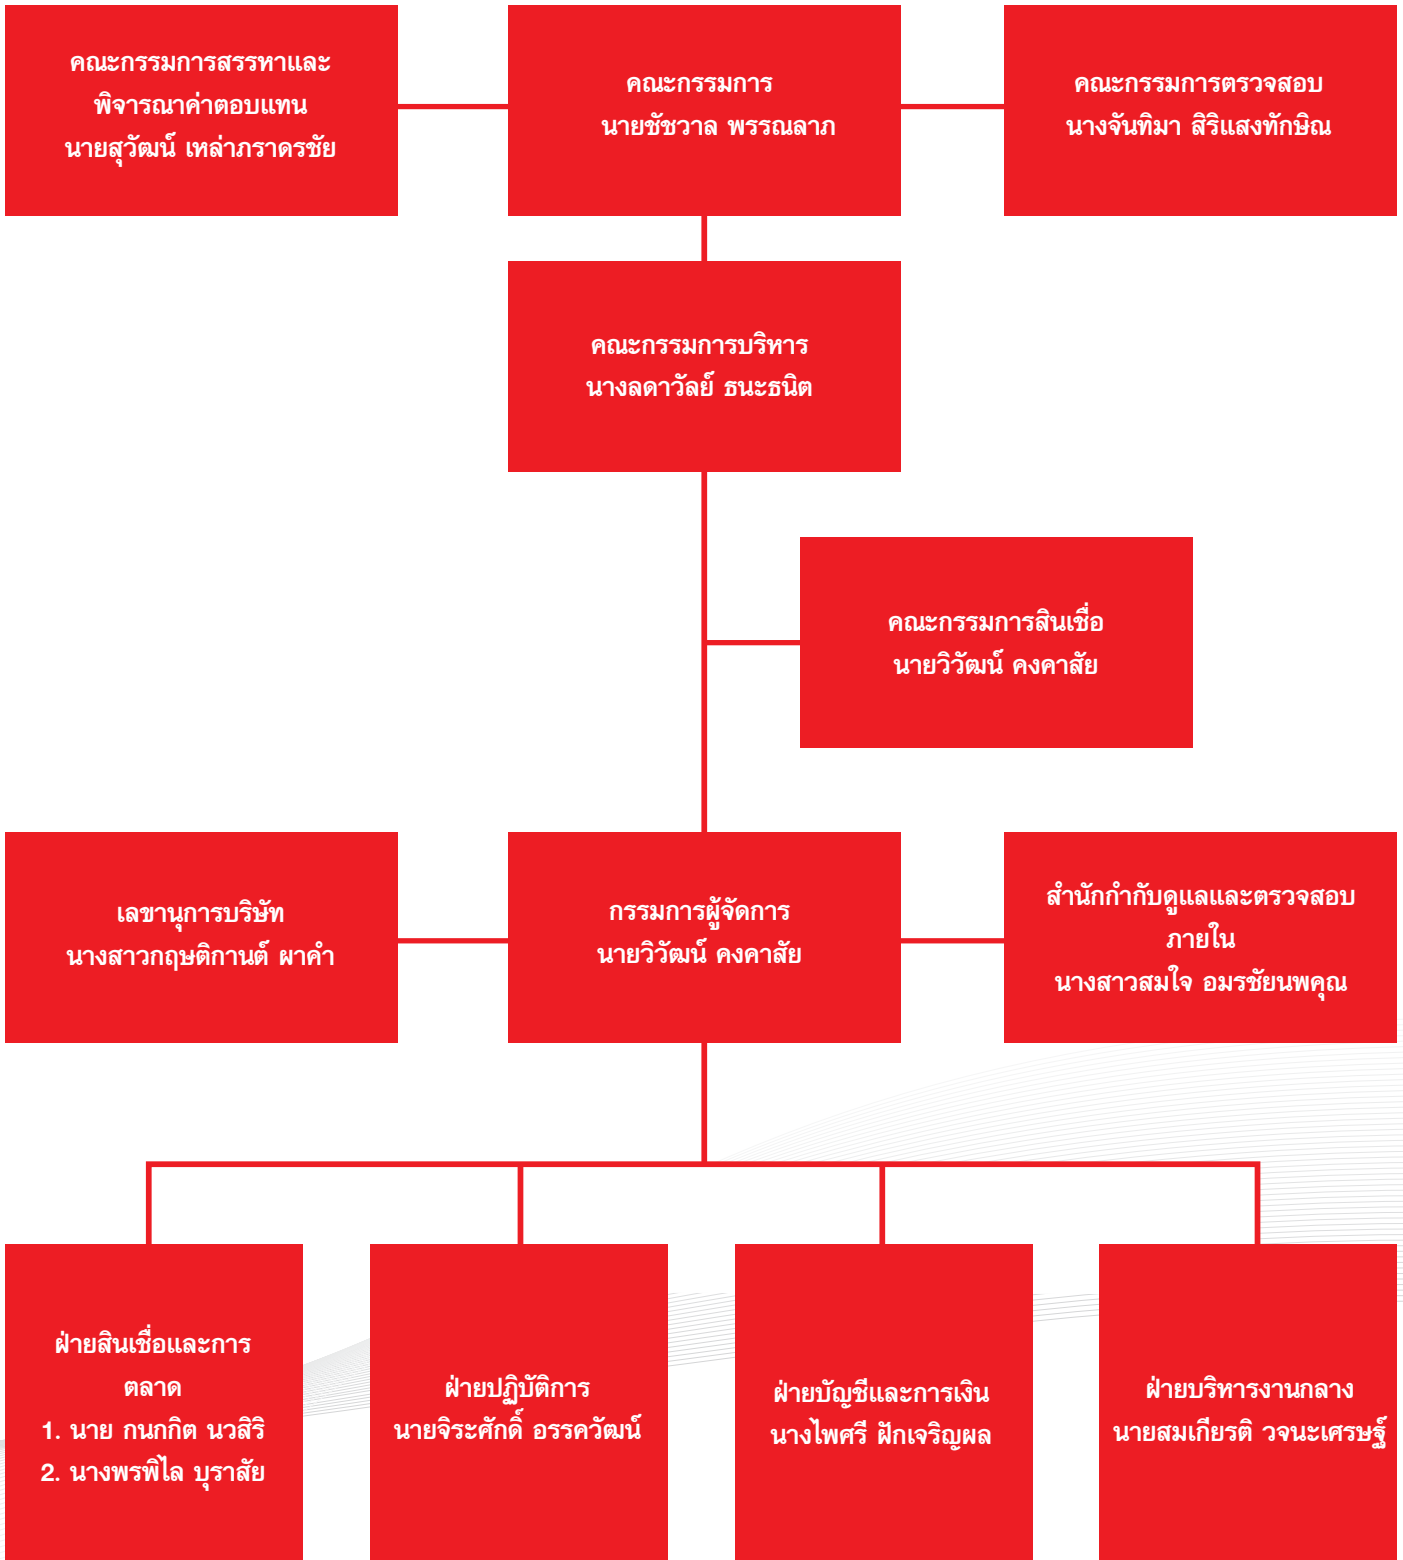 คณะกรรมการสรรหาและ
พิจารณาค่าตอบแทน
นายสุวัฒน์ เหล่าภราดรชัย
คณะกรรมการ
นายชัชวาล พรรณลาภ
คณะกรรมการตรวจสอบ
นางจันทิมา สิริแสงทักษิณ
คณะกรรมการบริหาร
นางลดาวัลย์ ธนะธนิต
คณะกรรมการสินเชื่อ
นายวิวัฒน์ คงคาสัย
เลขานุการบริษัท
นางสาวกฤษติกานต์ ผาคำ
กรรมการผู้จัดการ
นายวิวัฒน์ คงคาสัย
สำนักกำกับดูแลและตรวจสอบ
ภายใน
นางสาวสมใจ อมรชัยนพคุณ
ฝ่ายสินเชื่อและการ
ตลาด
1. นาย กนกกิต นวสิริ
2. นางพรพิไล บุราสัย
ฝ่ายปฏิบัติการ
นายจิระศักดิ์ อรรควัฒน์
ฝ่ายบัญชีและการเงิน
นางไพศรี ฝักเจริญผล
ฝ่ายบริหารงานกลาง
นายสมเกียรติ วจนะเศรษฐ์